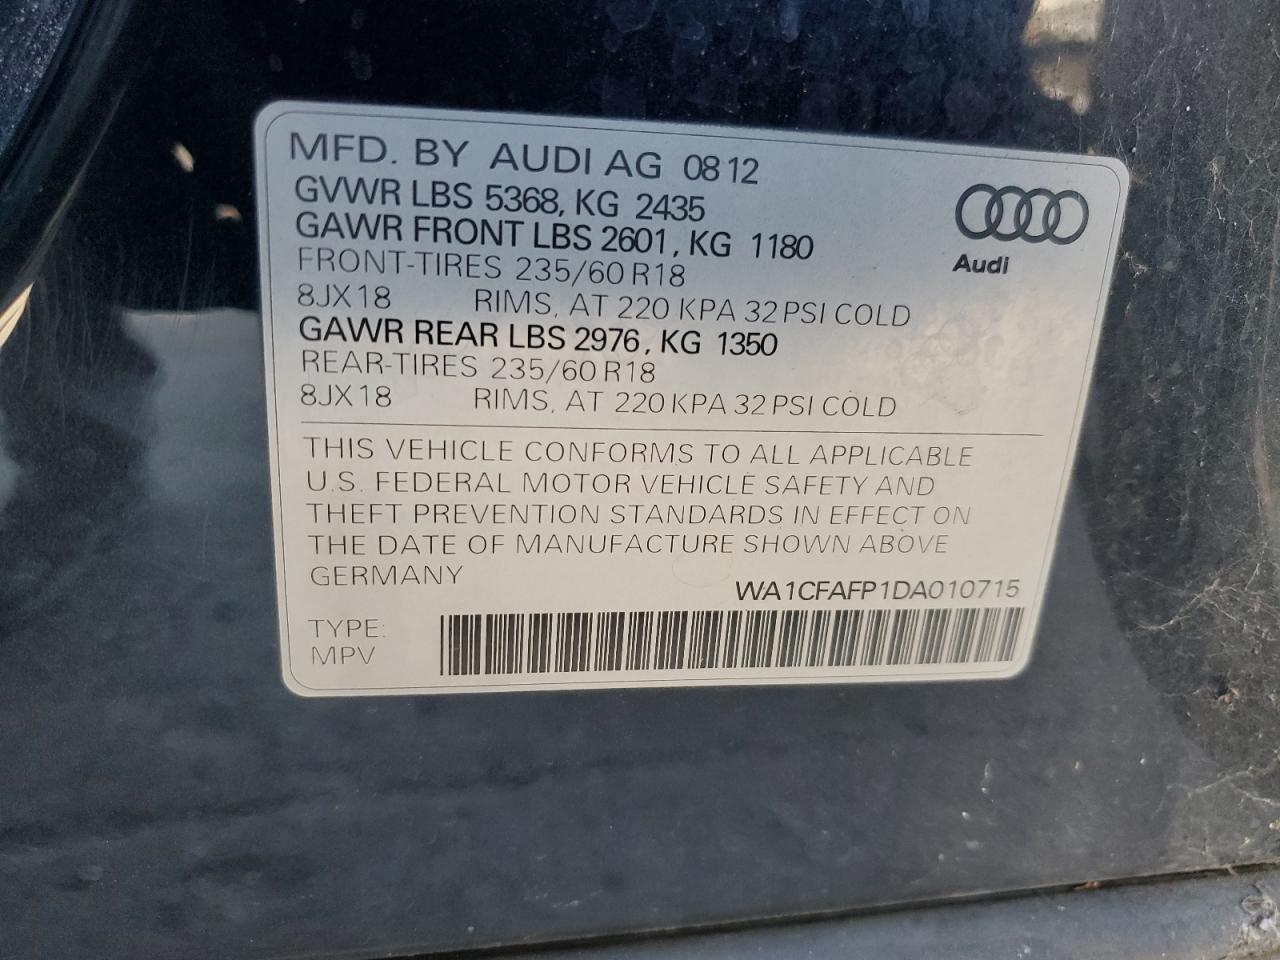 MFD. BY AUDI AG 08 12
GVWR LBS 5368, KG 2435
GAWR FRONT LBS 2601, KG 1180
FRONT-TIRES 235/60 R18
8JX18 RIMS, AT 220 KPA 32 PSI COLD
GAWR REAR LBS 2976, KG 1350
REAR-TIRES 235/60 R18
8JX18 RIMS, AT 220 KPA 32 PSI COLD
Audi
THIS VEHICLE CONFORMS TO ALL APPLICABLE
U.S. FEDERAL MOTOR VEHICLE SAFETY AND
THEFT PREVENTION STANDARDS IN EFFECT ON
THE DATE OF MANUFACTURE SHOWN ABOVE
GERMANY
WA1CFAFP1DA010715
TYPE:
MPV